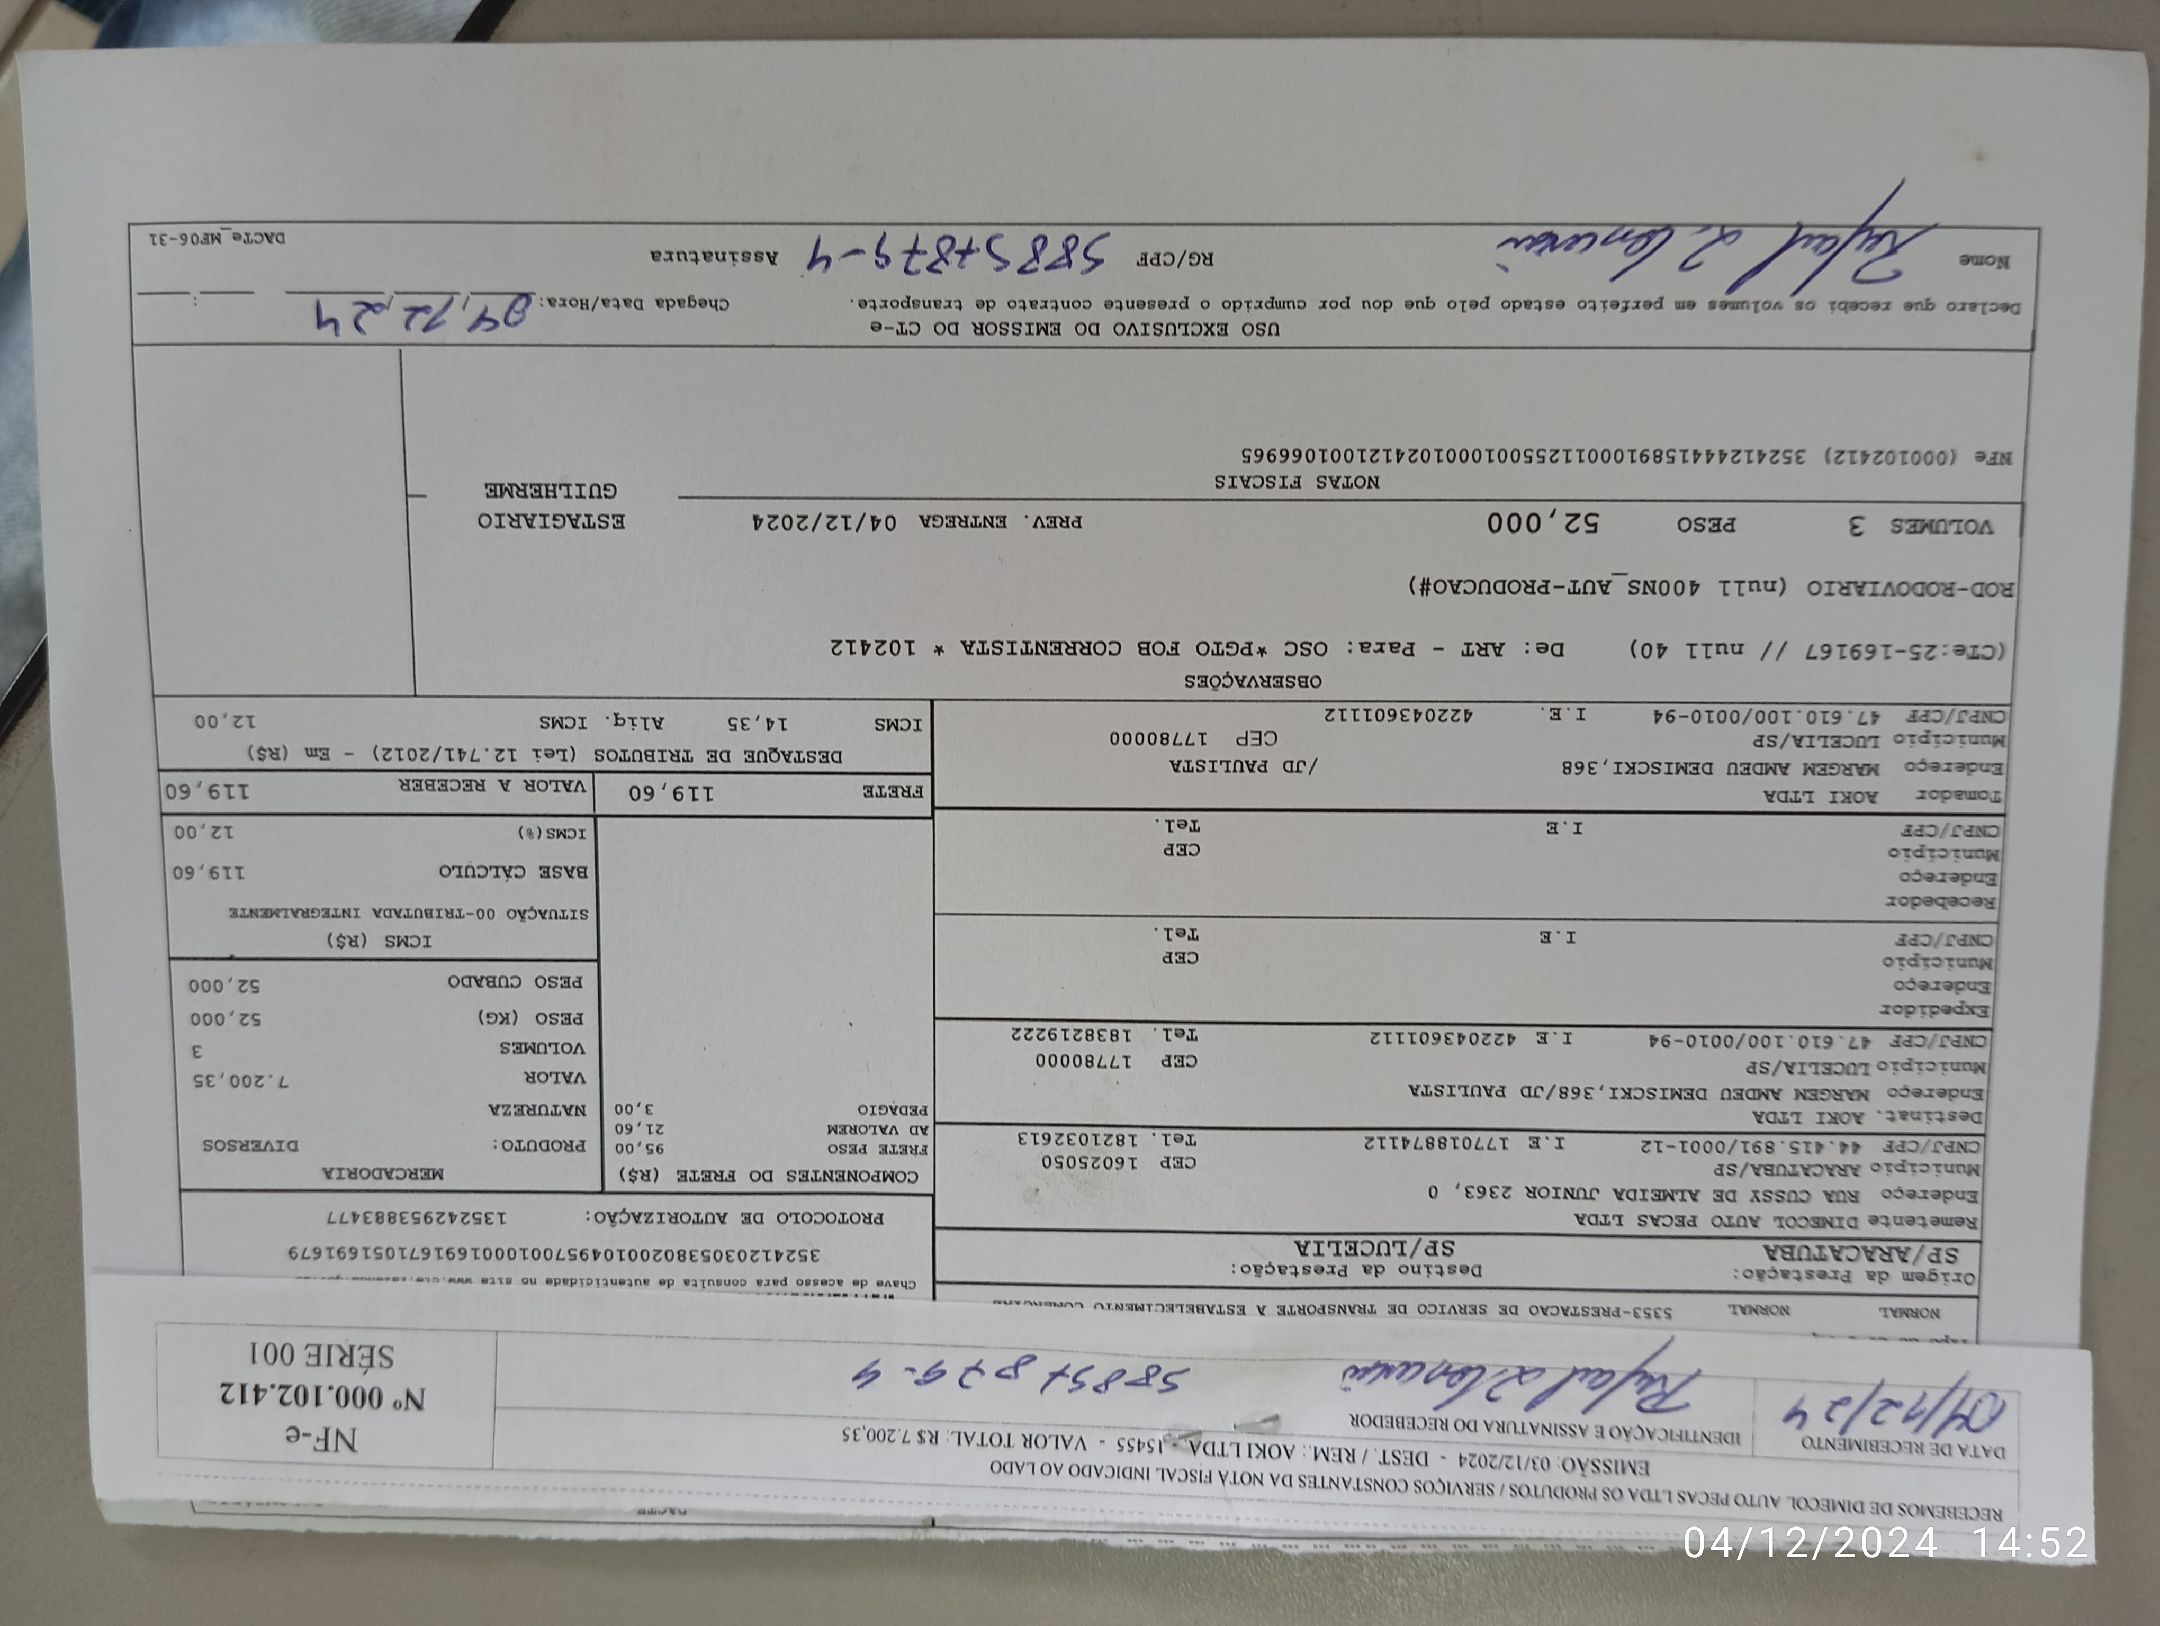 RECEBEMOS DE DIMECOL AUTO PECAS LTDA OS PRODUTOS / SERVIÇOS CONSTANTES DA NOTA FISCAL INDICADO AO LADO
EMISSÃO: 03/12/2024 - DEST. / REM.: AOKI LTDA - 15455 - VALOR TOTAL: R$ 7.200,35
DATA DE RECEBIMENTO
04/12/24
IDENTIFICAÇÃO E ASSINATURA DO RECEBEDOR
58857879-4
NF-e
Nº 000.102.412
SÉRIE 001
NORMAL NORMAL 5353-PRESTACAO DE SERVICO DE TRANSPORTE A ESTABELECIMENTO
Origem da Prestação:
SP/ARACATUBA
Destino da Prestação:
SP/LUCELIA
Chave de acesso para consulta de autenticidade no site
PROTOCOLO DE AUTORIZAÇÃO: 135242953883477
Remetente DIMECOL AUTO PECAS LTDA
Endereço RUA CUSSY DE ALMEIDA JUNIOR 2363, 0
Município ARACATUBA/SP CEP 16025050
CNPJ/CPF 44.415.891/0001-12 I.E 177018874112 Tel. 1821032613
Destinat. AOKI LTDA
Endereço MARGEM AMDEU DEMISCKI,368/JD PAULISTA
Município LUCELIA/SP CEP 17780000
CNPJ/CPF 47.610.100/0010-94 I.E 422043601112 Tel. 1838219222
Expedidor
Endereço
Município CEP
CNPJ/CPF I.E Tel.
Recebedor
Endereço
Município CEP
CNPJ/CPF I.E Tel.
Tomador AOKI LTDA
Endereço MARGEM AMDEU DEMISCKI,368 /JD PAULISTA
Município LUCELIA/SP CEP 17780000
CNPJ/CPF 47.610.100/0010-94 I.E. 422043601112
COMPONENTES DO FRETE (R$)
FRETE PESO 95,00
AD VALOREM 21,60
PEDAGIO 3,00
MERCADORIA
PRODUTO: DIVERSOS
NATUREZA
VALOR 7.200,35
VOLUMES 3
PESO (KG) 52,000
PESO CUBADO 52,000
ICMS (R$)
SITUAÇÃO 00-TRIBUTADA INTEGRALMENTE
BASE CÁLCULO 119,60
ICMS(%) 12,00
FRETE 119,60 VALOR A RECEBER 119,60
DESTAQUE DE TRIBUTOS (Lei 12.741/2012) - Em (R$)
ICMS 14,35 Aliq. ICMS 12,00
OBSERVAÇÕES
(CTe:25-169167 // null 40) De: ART - Para: OSC *PGTO FOB CORRENTISTA * 102412
ROD-RODOVIARIO (null 400NS_AUT-PRODUCAO#)
VOLUMES 3 PESO 52,000 PREV. ENTREGA 04/12/2024
ESTAGIARIO
GUILHERME
NOTAS FISCAIS
NFe (000102412) 35241244415891000112550010001024121001066965
USO EXCLUSIVO DO EMISSOR DO CT-e
Declaro que recebi os volumes em perfeito estado pelo que dou por cumprido o presente contrato de transporte.
Chegada Data/Hora: 04,12,24 :
Nome RG/CPF 58857879-4 Assinatura
DACTe_MF06-31
04/12/2024 14:52